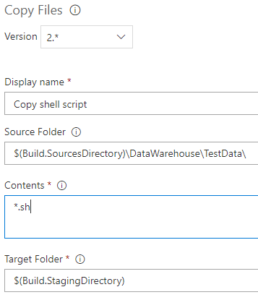 Copy Files
Version 2.*
Display name *
Copy shell script
Source Folder
$(Build.SourcesDirectory)\DataWarehouse\TestData\
Contents *
*.sh
Target Folder *
$(Build.StagingDirectory)